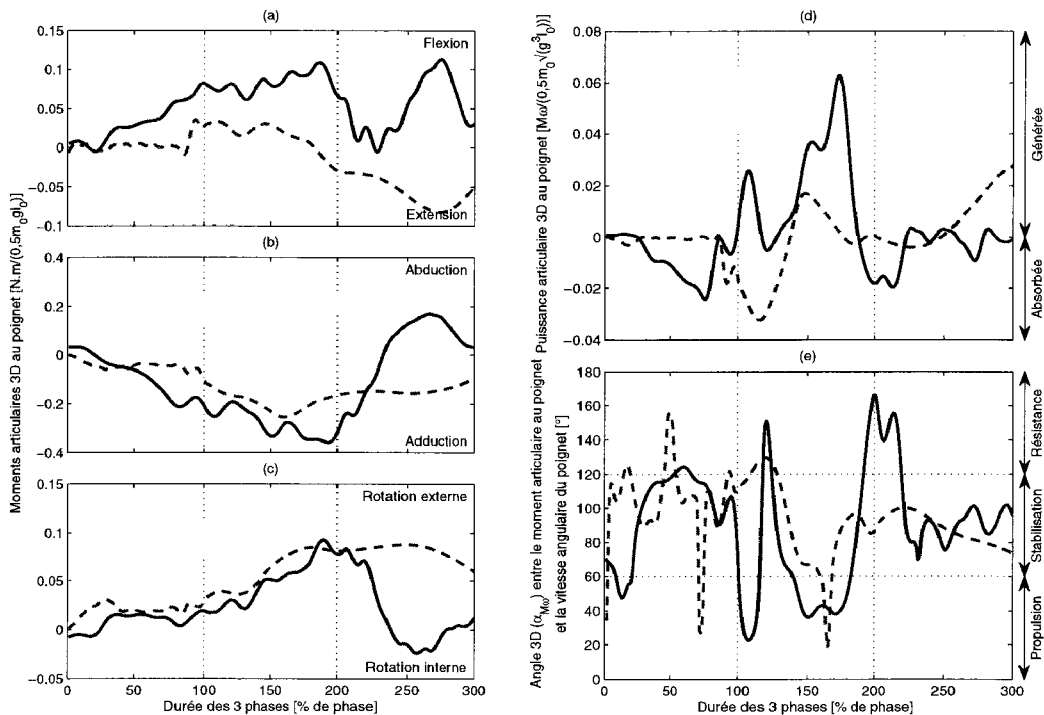 (a)
0.15
0.1
0.05
0
−0.05
−0.1
Flexion
Extension
(b)
0.4
0.2
0
−0.2
−0.4
Abduction
Adduction
(c)
0.15
0.1
0.05
0
−0.05
Rotation externe
Rotation interne
0 50 100 150 200 250 300
Durée des 3 phases [% de phase]
Moments articulaires 3D au poignet [N.m/(0,5m₀gl₀)]
(d)
0.08
0.06
0.04
0.02
0
−0.02
−0.04
Puissance articulaire 3D au poignet [Mω/(0,5m₀√(g³l₀))]
Générée
Absorbée
(e)
180
160
140
120
100
80
60
40
20
0
Angle 3D (α_Mω) entre le moment articulaire au poignet
et la vitesse angulaire du poignet [°]
Résistance
Stabilisation
Propulsion
0 50 100 150 200 250 300
Durée des 3 phases [% de phase]